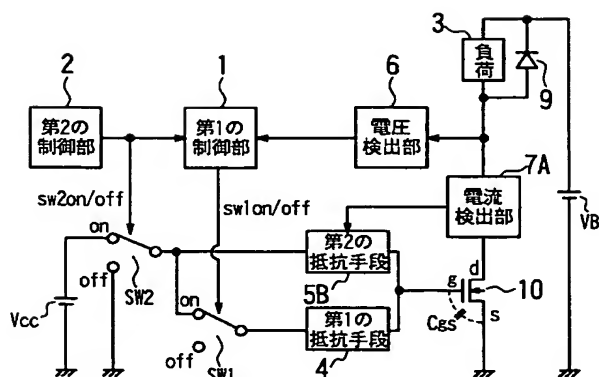 3
負荷
9
2
第2の
制御部
1
第1の
制御部
6
電圧
検出部
7A
電流
検出部
VB
sw2on/off
sw1on/off
on
off
SW2
Vcc
on
off
SW1
第2の
抵抗手段
5B
第1の
抵抗手段
4
d
g
s
10
Cgs